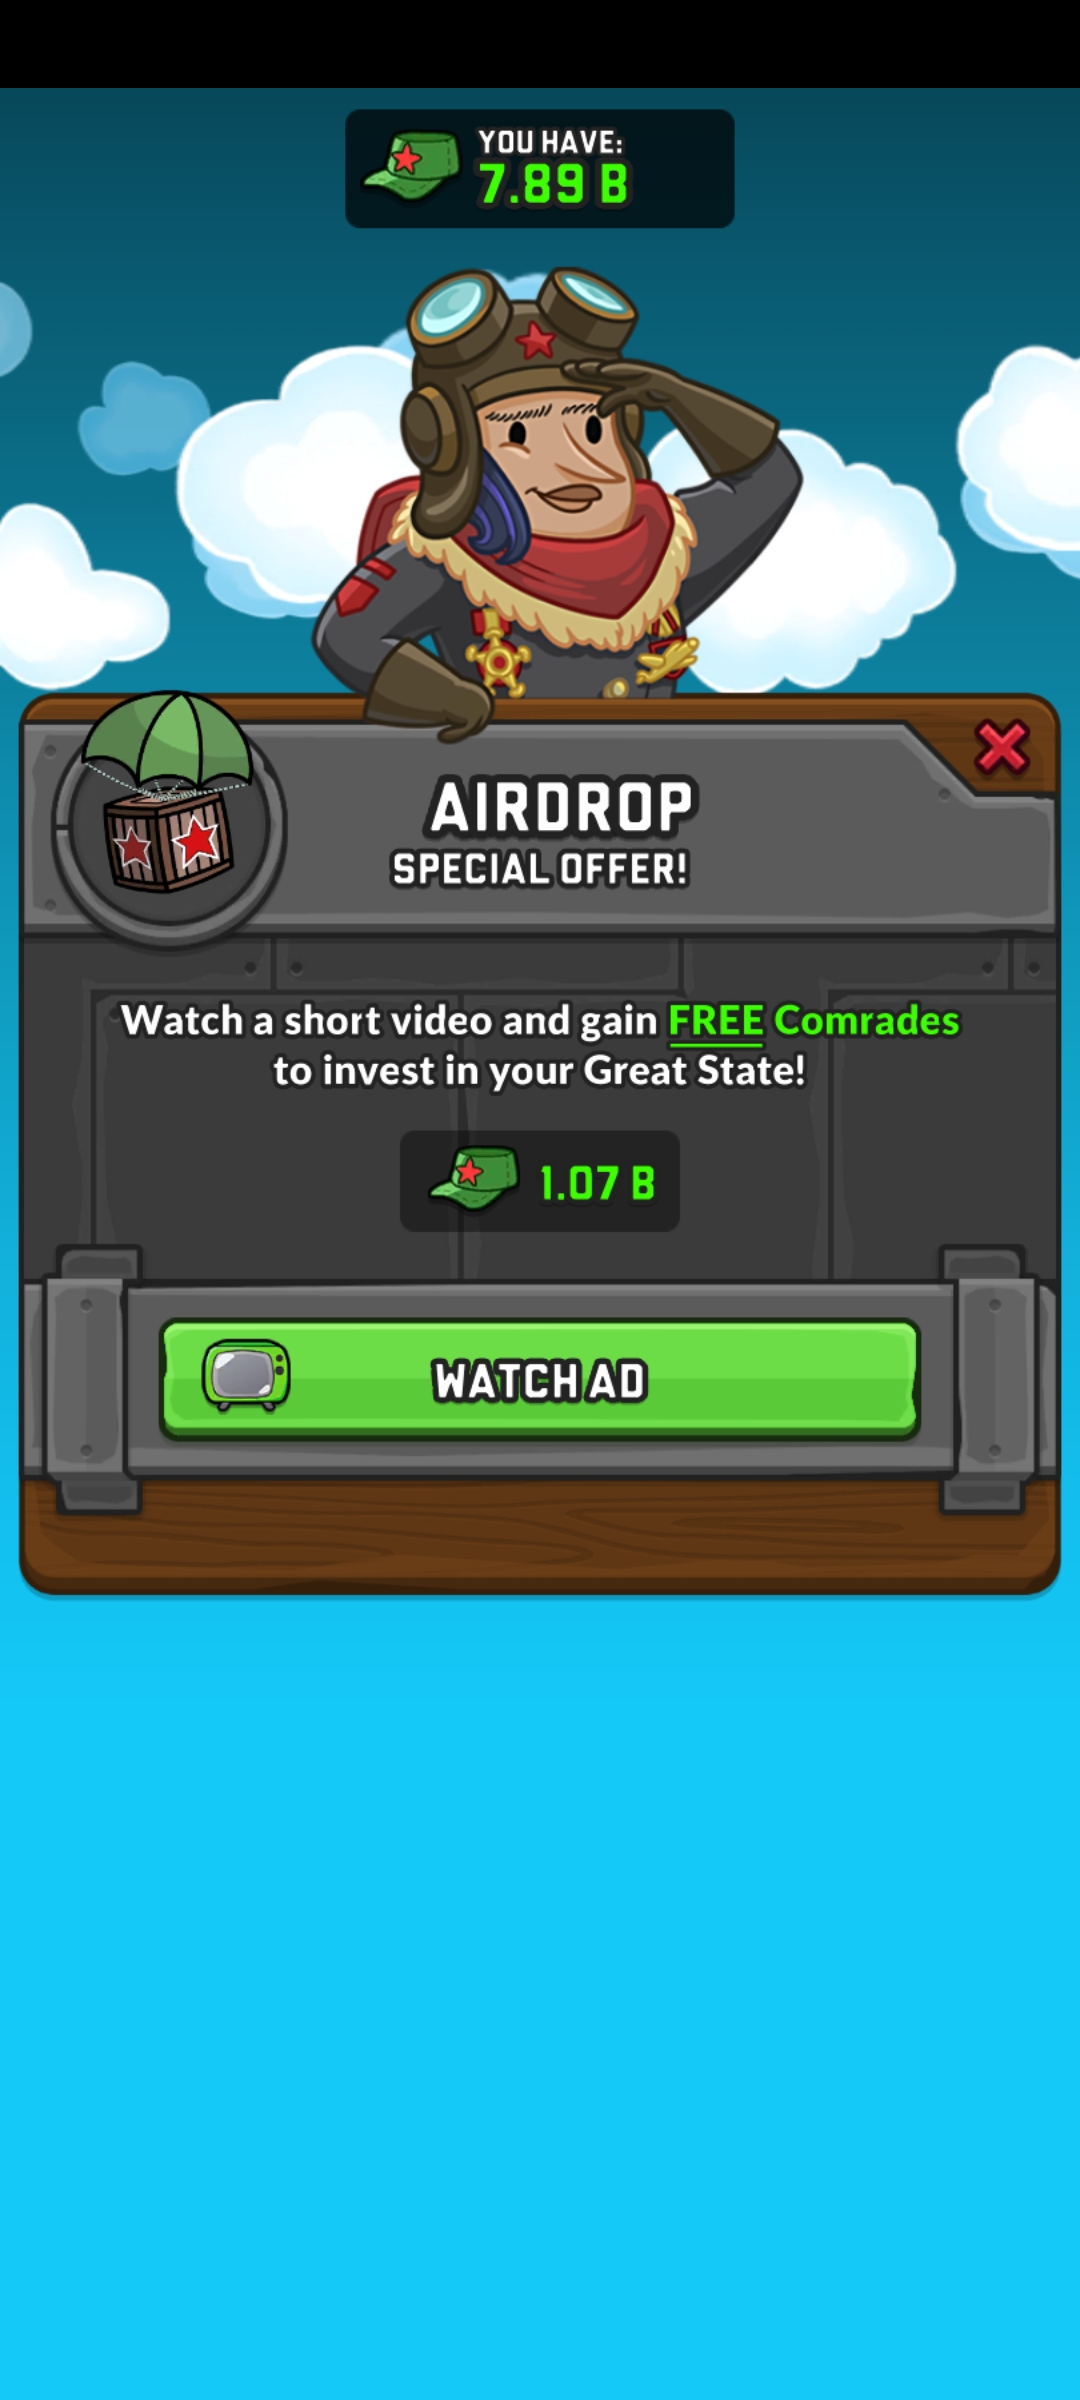 YOU HAVE:
7.89 B
AIRDROP
SPECIAL OFFER!
Watch a short video and gain FREE Comrades
to invest in your Great State!
1.07 B
WATCH AD